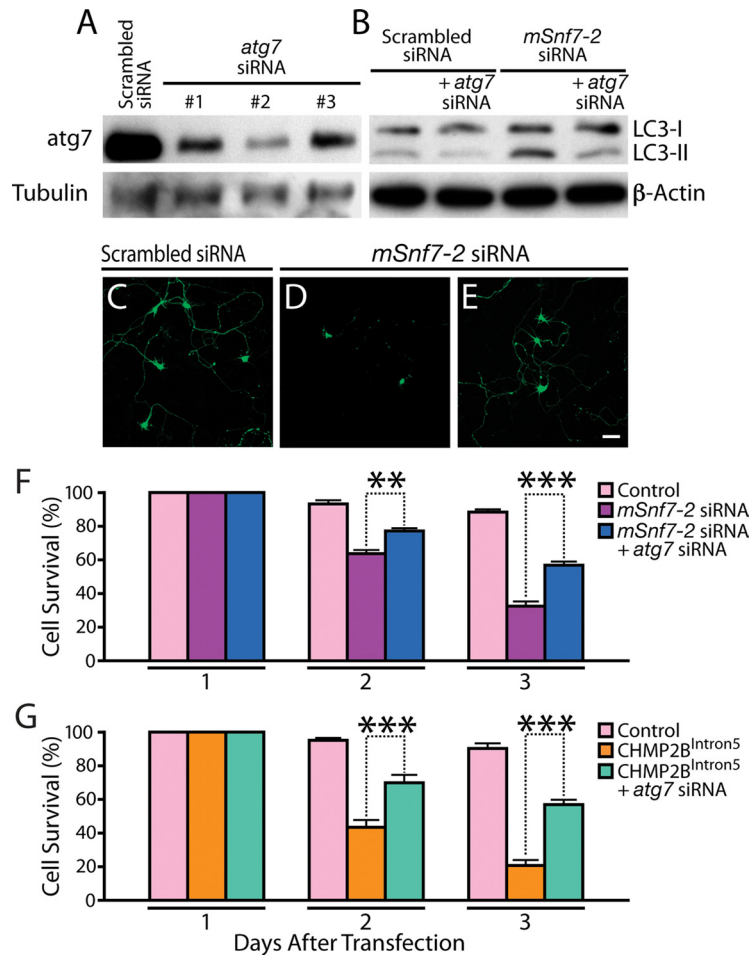 A
Scrambled
siRNA
atg7
siRNA
#1 #2 #3
atg7
Tubulin
B
Scrambled
siRNA
mSnf7-2
siRNA
+ atg7
siRNA
+ atg7
siRNA
LC3-I
LC3-II
β-Actin
Scrambled siRNA
mSnf7-2 siRNA
C
D
E
F
Cell Survival (%)
100
80
60
40
20
0
**
***
Control
mSnf7-2 siRNA
mSnf7-2 siRNA
+ atg7 siRNA
1 2 3
G
Cell Survival (%)
100
80
60
40
20
0
***
***
Control
CHMP2B^Intron5
CHMP2B^Intron5
+ atg7 siRNA
1 2 3
Days After Transfection